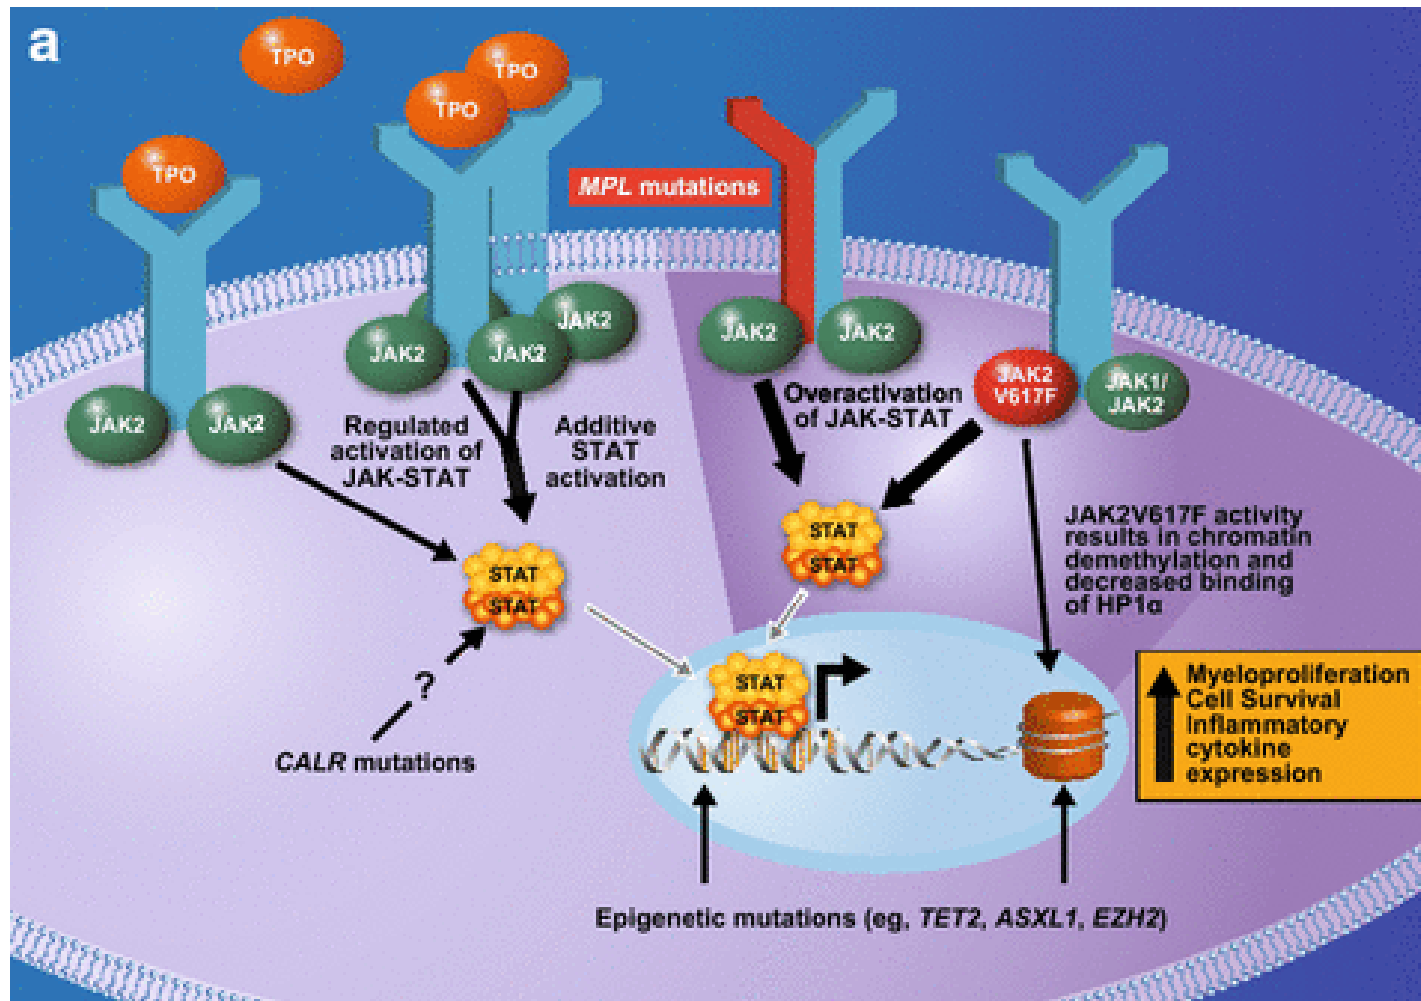 a
TPO
TPO
TPO
TPO
MPL mutations
JAK2
JAK2
JAK2
JAK2
JAK2
JAK2
JAK2
JAK2
V617F
JAK1/
JAK2
Regulated
activation of
JAK-STAT
Additive
STAT
activation
Overactivation
of JAK-STAT
STAT
STAT
STAT
STAT
JAK2V617F activity
results in chromatin
demethylation and
decreased binding
of HP1α
?
CALR mutations
STAT
STAT
Myeloproliferation
Cell Survival
Inflammatory
cytokine
expression
Epigenetic mutations (eg, TET2, ASXL1, EZH2)